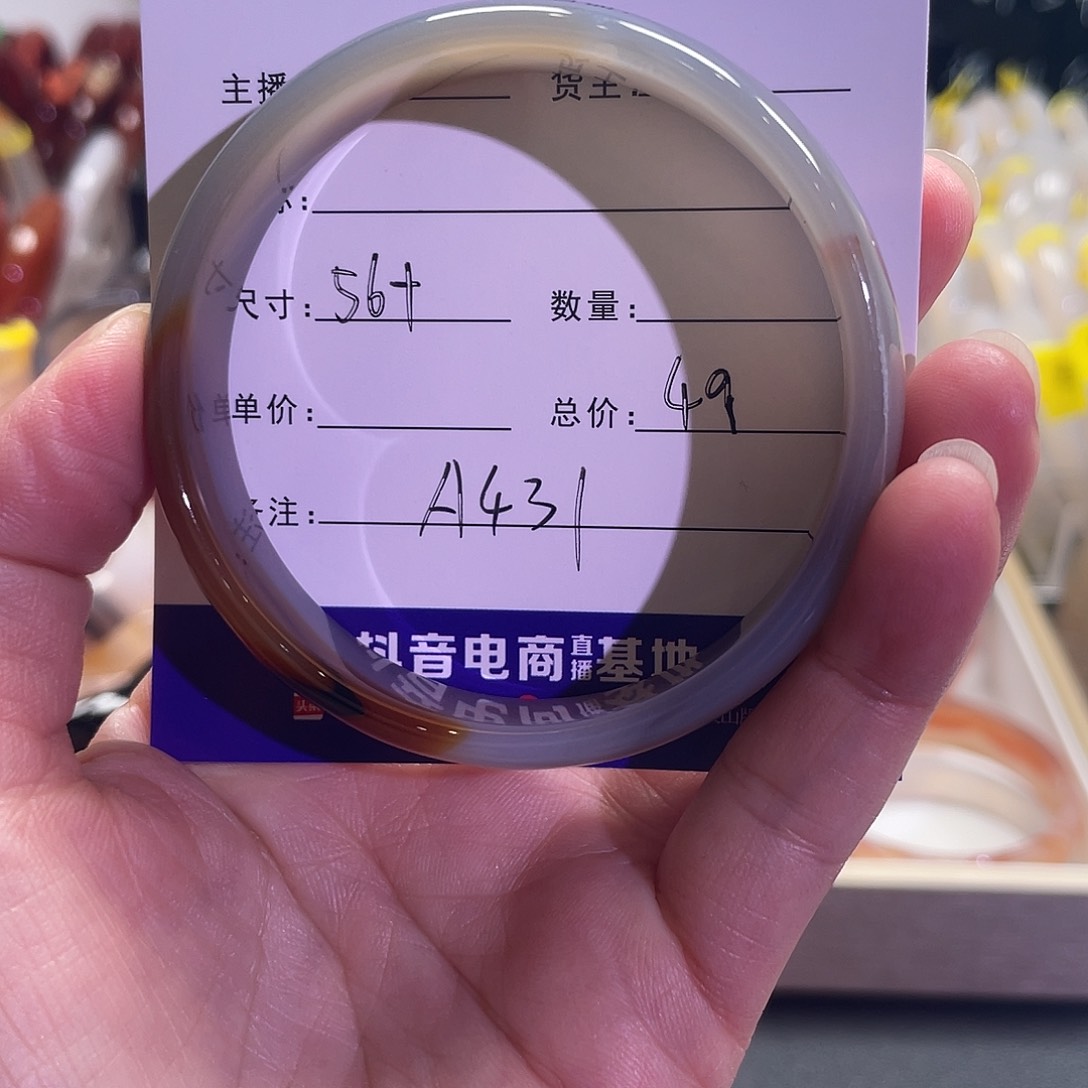 主播 货主:
尺寸: 56+ 数量:
单价: 总价: 49
备注: A431
抖音电商直播基地